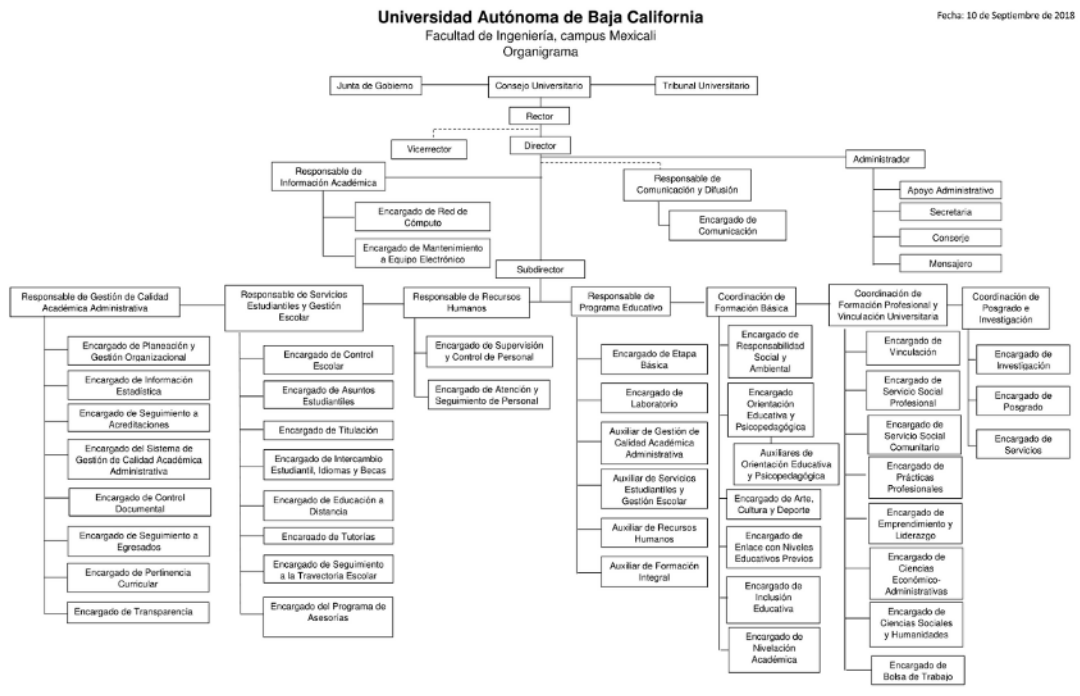 Universidad Autónoma de Baja California
Fecha: 10 de Septiembre de 2018
Facultad de Ingeniería, campus Mexicali
Organigrama
Junta de Gobierno
Consejo Universitario
Tribunal Universitario
Rector
Vicerrector
Director
Administrador
Responsable de
Información Académica
Responsable de
Comunicación y Difusión
Apoyo Administrativo
Secretaria
Conserje
Mensajero
Encargado de Red de
Cómputo
Encargado de Mantenimiento
a Equipo Electrónico
Encargado de
Comunicación
Subdirector
Responsable de Gestión de Calidad
Académica Administrativa
Encargado de Planeación y
Gestión Organizacional
Encargado de Información
Estadística
Encargado de Seguimiento a
Acreditaciones
Encargado del Sistema de
Gestión de Calidad Académica
Administrativa
Encargado de Control
Documental
Encargado de Seguimiento a
Egresados
Encargado de Pertinencia
Curricular
Encargado de Transparencia
Responsable de Servicios
Estudiantiles y Gestión
Escolar
Encargado de Control
Escolar
Encargado de Asuntos
Estudiantiles
Encargado de Titulación
Encargado de Intercambio
Estudiantil, Idiomas y Becas
Encargado de Educación a
Distancia
Encargado de Tutorías
Encargado de Seguimiento
a la Trayectoria Escolar
Encargado del Programa de
Asesorías
Responsable de Recursos
Humanos
Encargado de Supervisión
y Control de Personal
Encargado de Atención y
Seguimiento de Personal
Responsable de
Programa Educativo
Encargado de Etapa
Básica
Encargado de
Laboratorio
Auxiliar de Gestión de
Calidad Académica
Administrativa
Auxiliar de Servicios
Estudiantiles y
Gestión Escolar
Auxiliar de Recursos
Humanos
Auxiliar de Formación
Integral
Coordinación de
Formación Básica
Encargado de
Responsabilidad
Social y
Ambiental
Encargado
Orientación
Educativa y
Psicopedagógica
Auxiliares de
Orientación Educativa
y Psicopedagógica
Encargado de Arte,
Cultura y Deporte
Encargado de
Enlace con Niveles
Educativos Previos
Encargado de
Inclusión
Educativa
Encargado de
Nivelación
Académica
Coordinación de
Formación Profesional y
Vinculación Universitaria
Encargado de
Vinculación
Encargado de
Servicio Social
Profesional
Encargado de
Servicio Social
Comunitario
Encargado de
Prácticas
Profesionales
Encargado de
Emprendimiento y
Liderazgo
Encargado de
Ciencias
Económico-
Administrativas
Encargado de
Ciencias Sociales
y Humanidades
Encargado de
Bolsa de Trabajo
Coordinación de
Posgrado e
Investigación
Encargado de
Investigación
Encargado de
Posgrado
Encargado de
Servicios